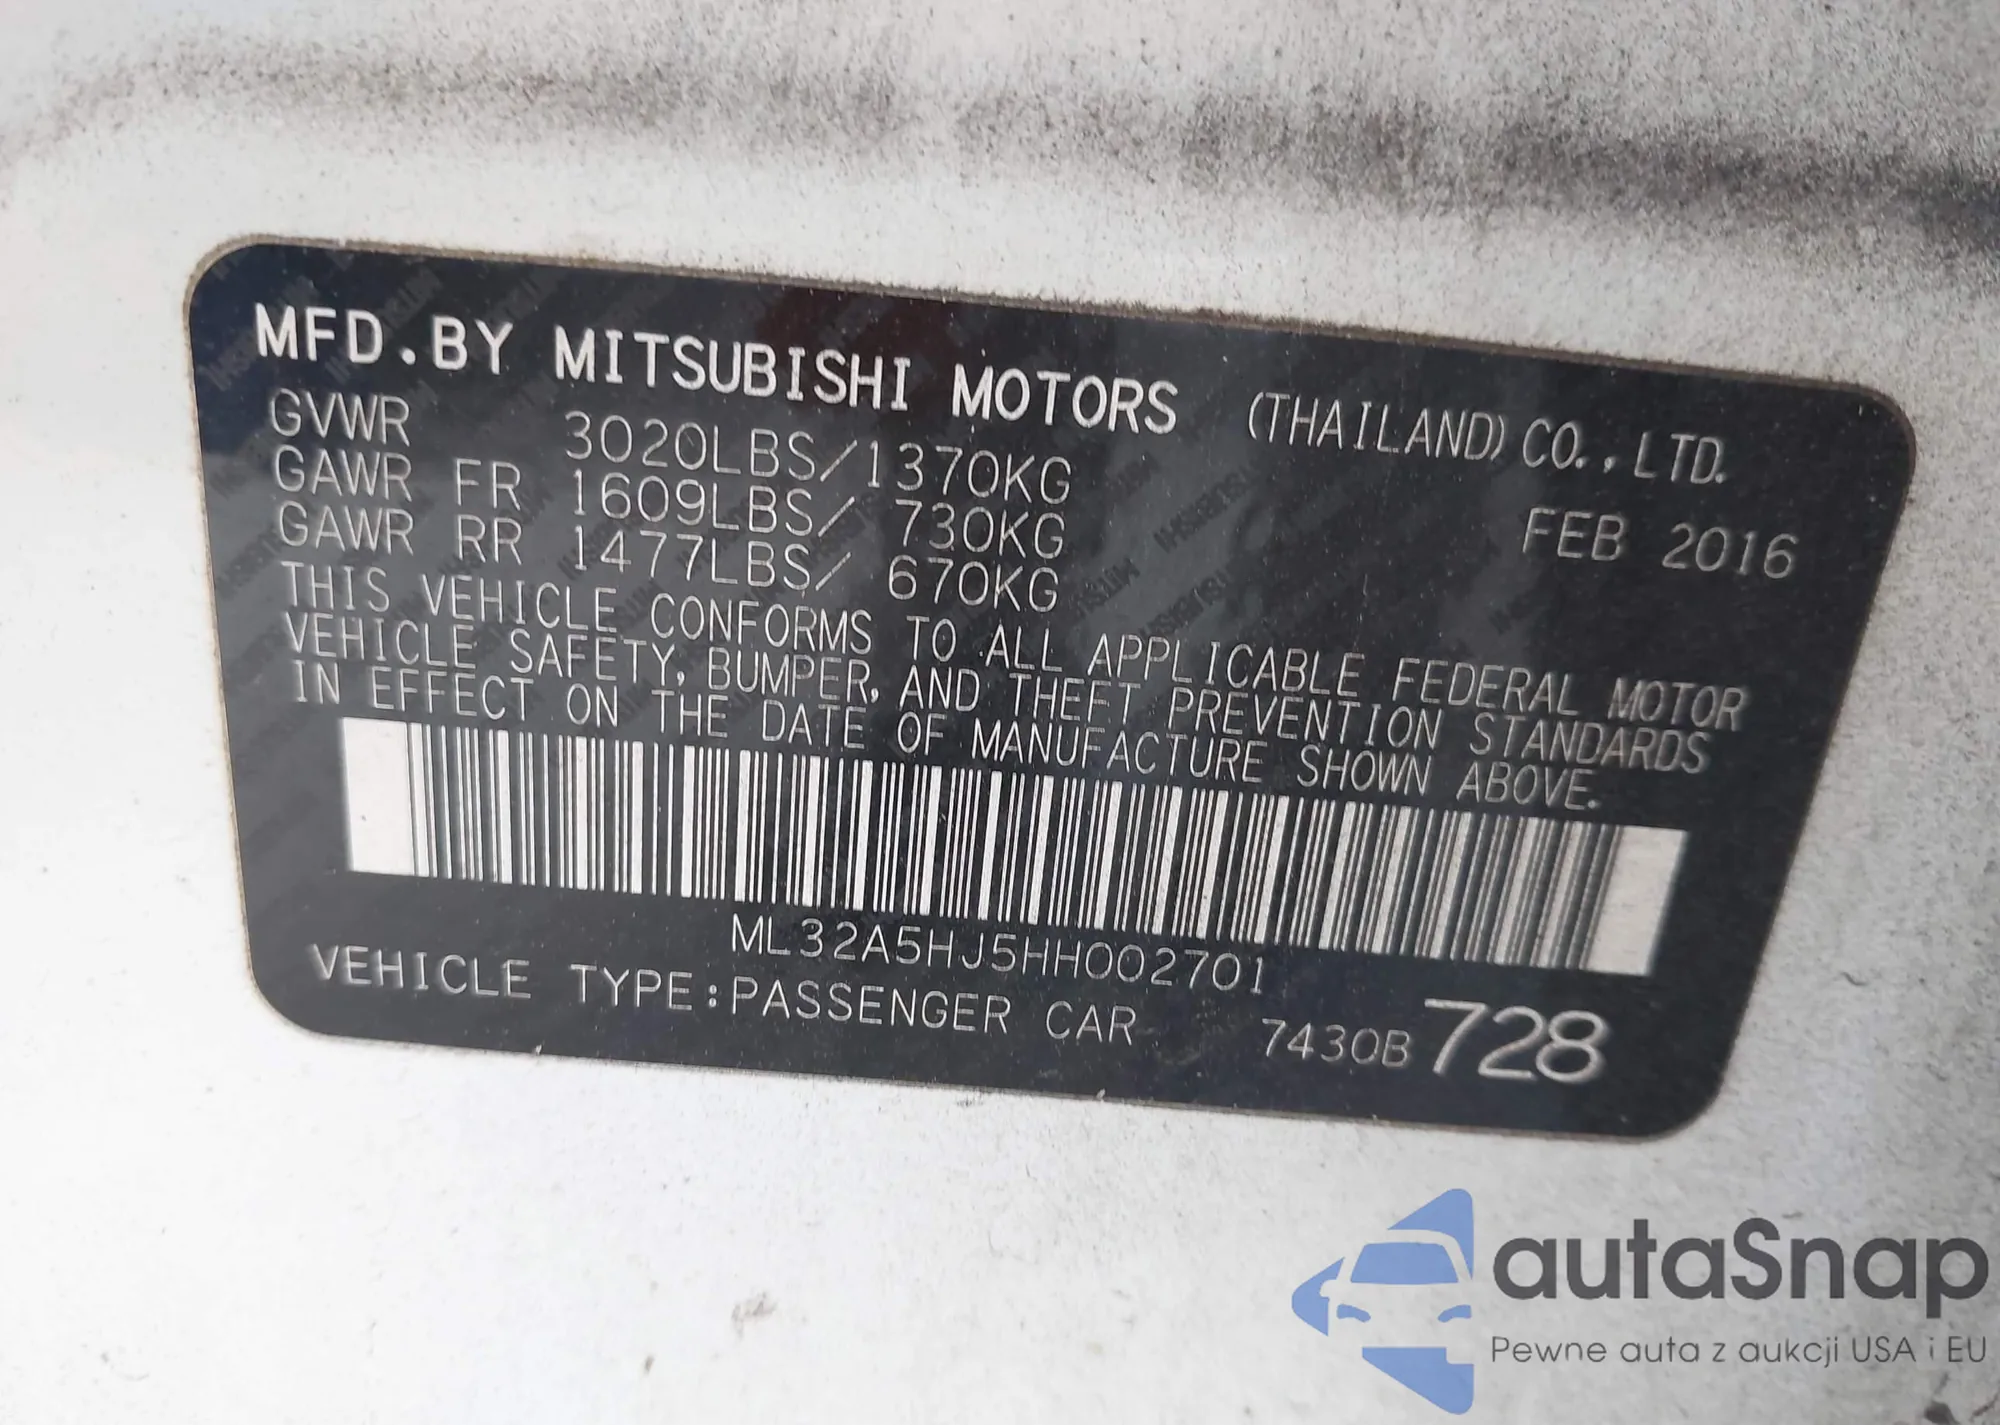 MFD.BY MITSUBISHI MOTORS (THAILAND) CO.,LTD.
GVWR 3020LBS/1370KG FEB 2016
GAWR FR 1609LBS/ 730KG
GAWR RR 1477LBS/ 670KG
THIS VEHICLE CONFORMS TO ALL APPLICABLE FEDERAL MOTOR
VEHICLE SAFETY, BUMPER, AND THEFT PREVENTION STANDARDS
IN EFFECT ON THE DATE OF MANUFACTURE SHOWN ABOVE.
ML32A5HJ5HH002701
VEHICLE TYPE:PASSENGER CAR 7430B 728
autaSnap
Pewne auta z aukcji USA i EU